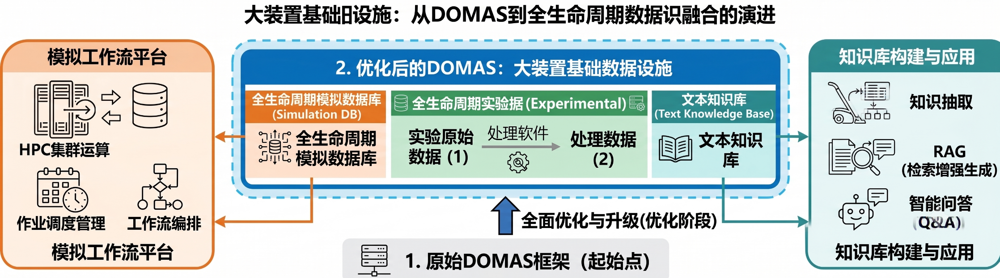 大装置基础旧设施：从DOMAS到全生命周期数据识融合的演进
模拟工作流平台
HPC集群运算
作业调度管理
工作流编排
模拟工作流平台
2. 优化后的DOMAS：大装置基础数据设施
全生命周期模拟数据库
(Simulation DB)
全生命周期
模拟数据库
全生命周期实验据(Experimental)
实验原始
数据 (1)
处理软件
处理数据
(2)
文本知识库
(Text Knowledge Base)
文本知识
库
全面优化与升级(优化阶段)
1. 原始DOMAS框架（起始点）
知识库构建与应用
知识抽取
RAG
(检索增强生成)
智能问答
(Q&A)
知识库构建与应用